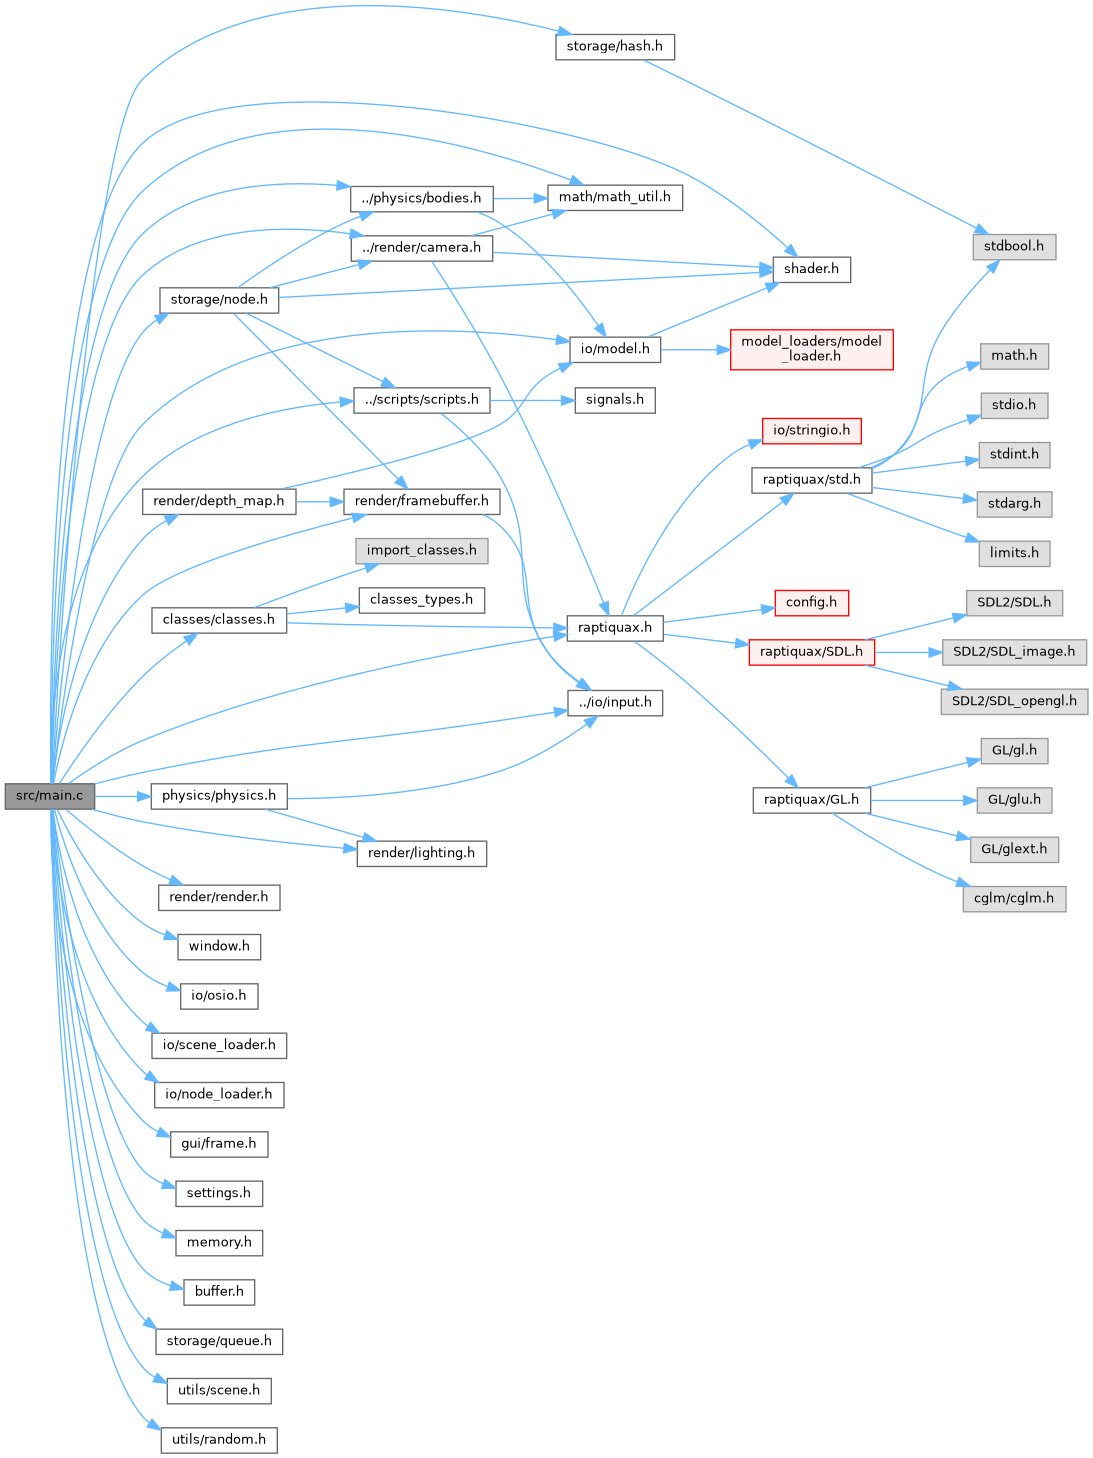 storage/hash.h
../physics/bodies.h
math/math_util.h
../render/camera.h
stdbool.h
shader.h
storage/node.h
io/model.h
model_loaders/model
_loader.h
math.h
../scripts/scripts.h
signals.h
stdio.h
io/stringio.h
stdint.h
raptiquax/std.h
render/depth_map.h
render/framebuffer.h
stdarg.h
import_classes.h
limits.h
classes_types.h
config.h
SDL2/SDL.h
classes/classes.h
raptiquax.h
raptiquax/SDL.h
SDL2/SDL_image.h
../io/input.h
SDL2/SDL_opengl.h
GL/gl.h
src/main.c
physics/physics.h
raptiquax/GL.h
GL/glu.h
render/lighting.h
GL/glext.h
render/render.h
cglm/cglm.h
window.h
io/osio.h
io/scene_loader.h
io/node_loader.h
gui/frame.h
settings.h
memory.h
buffer.h
storage/queue.h
utils/scene.h
utils/random.h